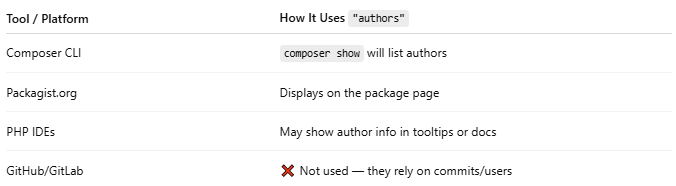 Tool / Platform How It Uses "authors"
Composer CLI composer show will list authors
Packagist.org Displays on the package page
PHP IDEs May show author info in tooltips or docs
GitHub/GitLab ❌ Not used — they rely on commits/users